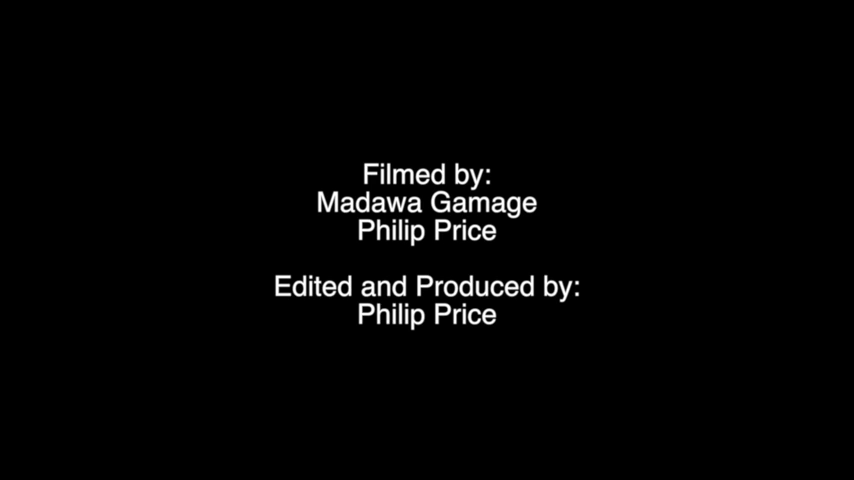 Filmed by:
Madawa Gamage
Philip Price
Edited and Produced by:
Philip Price